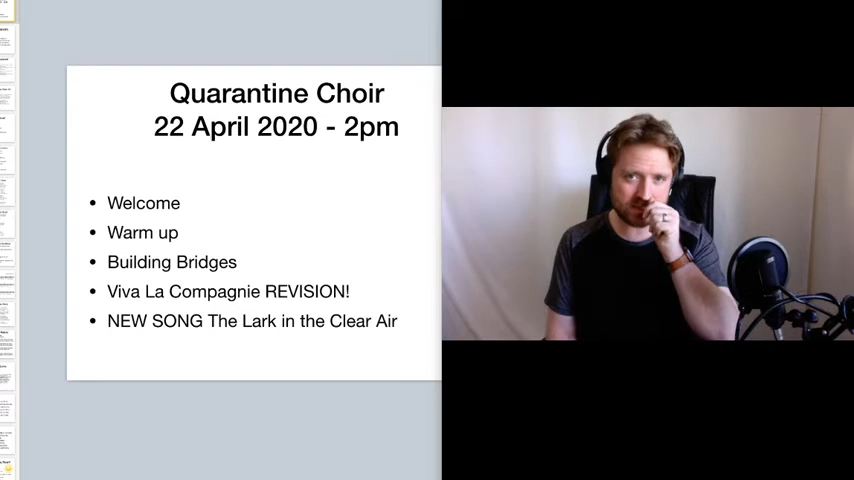 Quarantine Choir
22 April 2020 - 2pm
• Welcome
• Warm up
• Building Bridges
• Viva La Compagnie REVISION!
• NEW SONG The Lark in the Clear Air